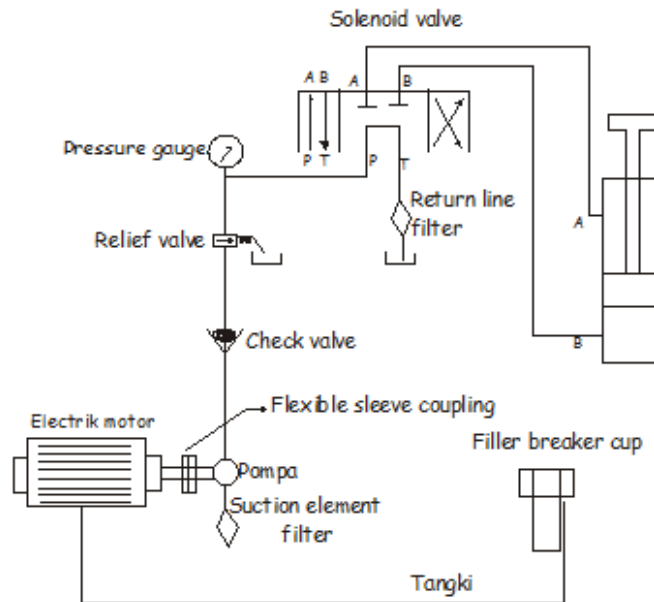 Solenoid valve
A B A B
P T P T
Pressure gauge
Return line
filter
Relief valve
A
Check valve
B
Flexible sleeve coupling
Electrik motor
Filler breaker cup
Pompa
Suction element
filter
Tangki